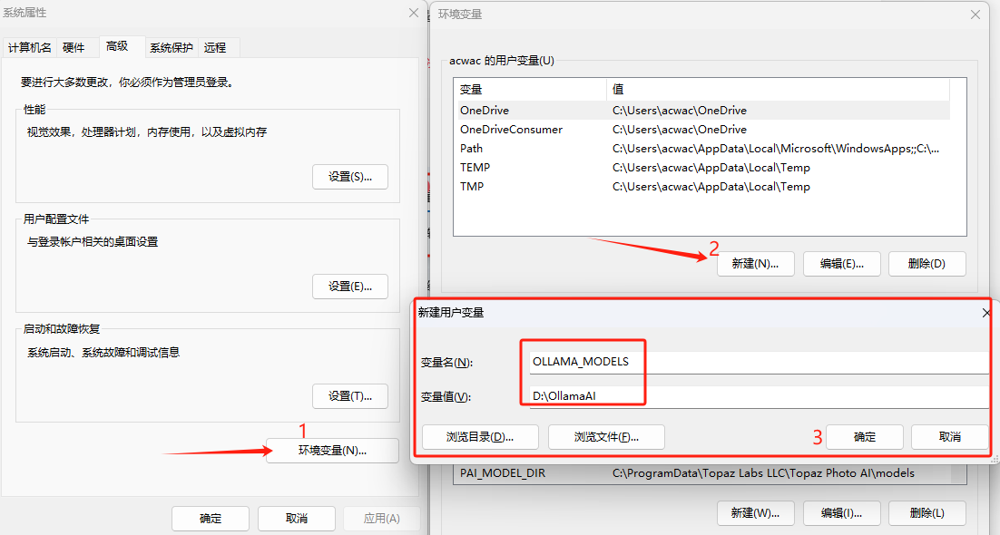 系统属性
计算机名 硬件 高级 系统保护 远程
要进行大多数更改，你必须作为管理员登录。
性能
视觉效果，处理器计划，内存使用，以及虚拟内存
设置(S)...
用户配置文件
与登录帐户相关的桌面设置
设置(E)...
启动和故障恢复
系统启动、系统故障和调试信息
设置(T)...
1
环境变量(N)...
确定 取消 应用(A)
环境变量
acwac 的用户变量(U)
变量 值
OneDrive C:\Users\acwac\OneDrive
OneDriveConsumer C:\Users\acwac\OneDrive
Path C:\Users\acwac\AppData\Local\Microsoft\WindowsApps;;C:\...
TEMP C:\Users\acwac\AppData\Local\Temp
TMP C:\Users\acwac\AppData\Local\Temp
2
新建(N)... 编辑(E)... 删除(D)
新建用户变量
变量名(N): OLLAMA_MODELS
变量值(V): D:\OllamaAI
浏览目录(D)... 浏览文件(F)... 3 确定 取消
PAI_MODEL_DIR C:\ProgramData\Topaz Labs LLC\Topaz Photo AI\models
新建(W)... 编辑(I)... 删除(L)